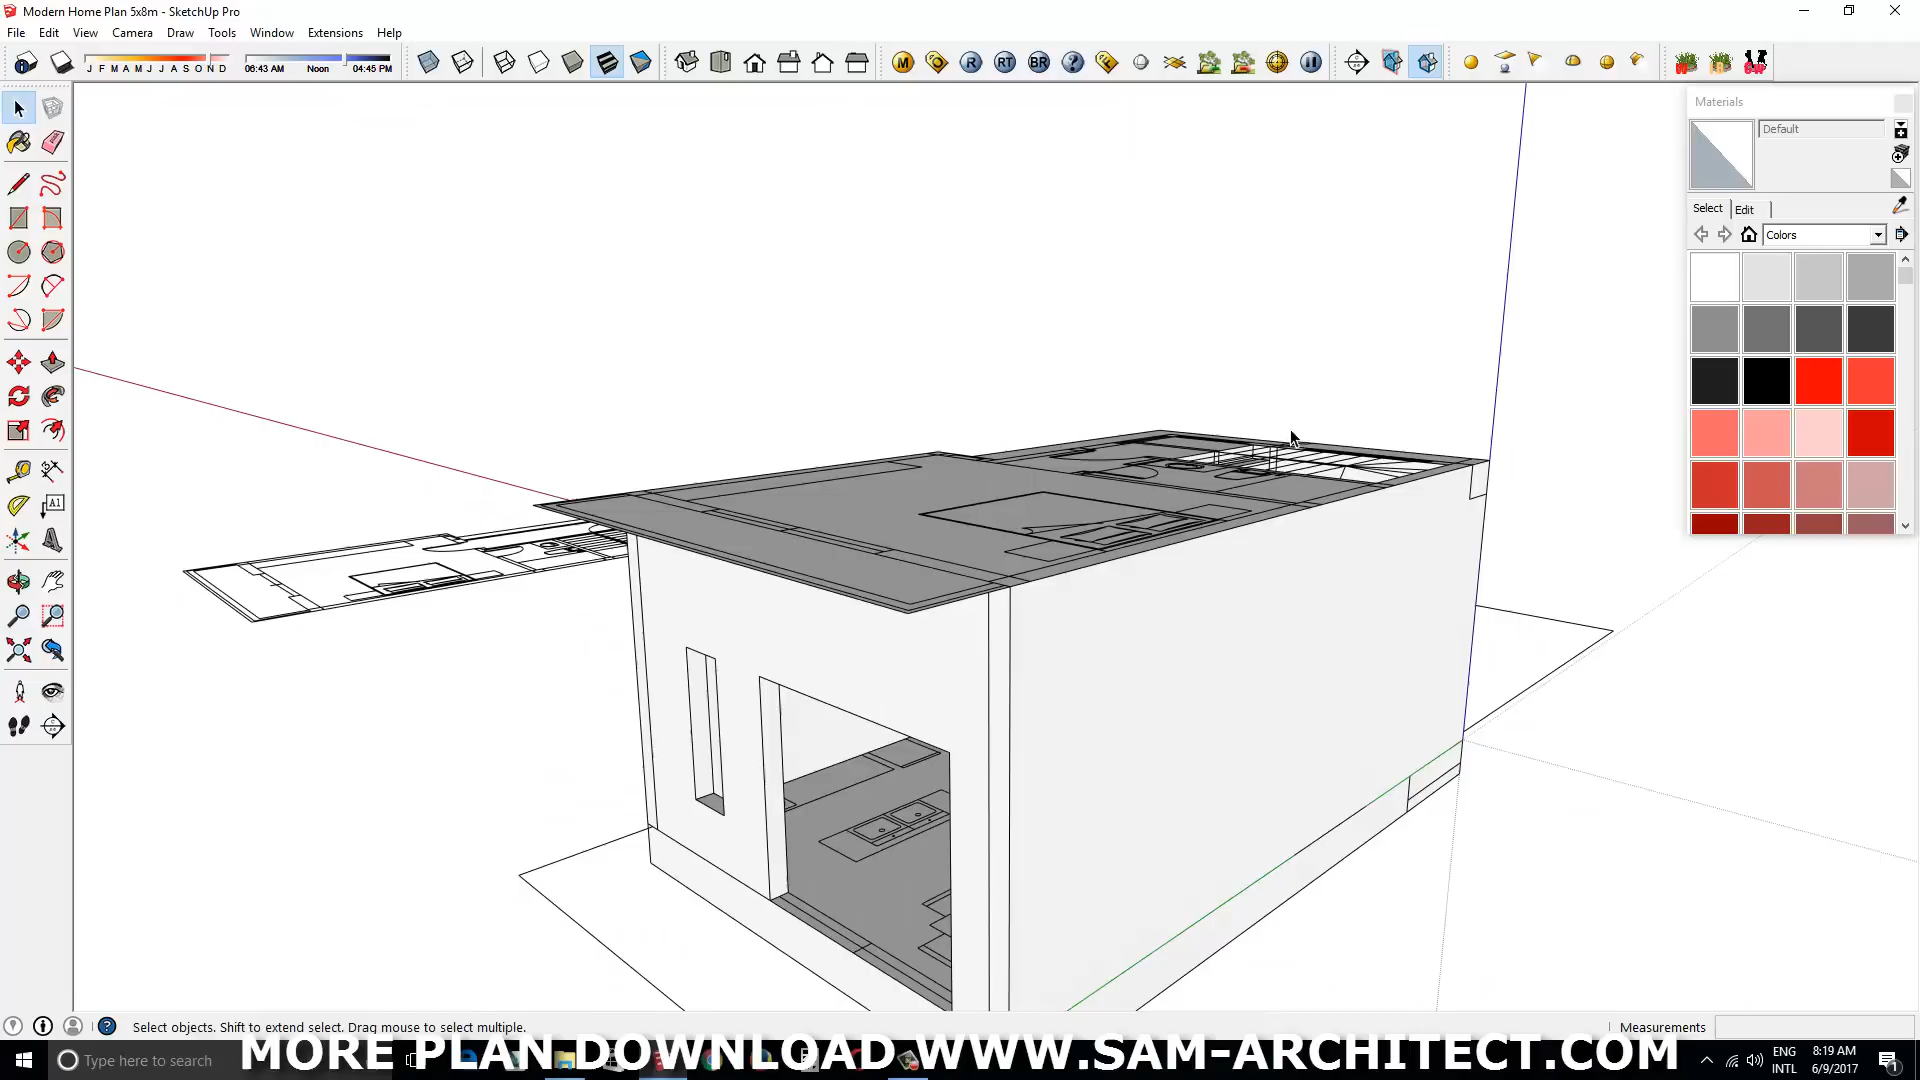 Modern Home Plan 5x8m - SketchUp Pro
File Edit View Camera Draw Tools Window Extensions Help
J F M A M J J A S O N D 06:43 AM Noon 04:45 PM M R RT BR
Materials
Default
Select Edit
Colors
A1
Select objects. Shift to extend select. Drag mouse to select multiple. Measurements
Type here to search
MORE PLAN DOWNLOAD WWW.SAM-ARCHITECT.COM
ENG 8:19 AM
INTL 6/9/2017